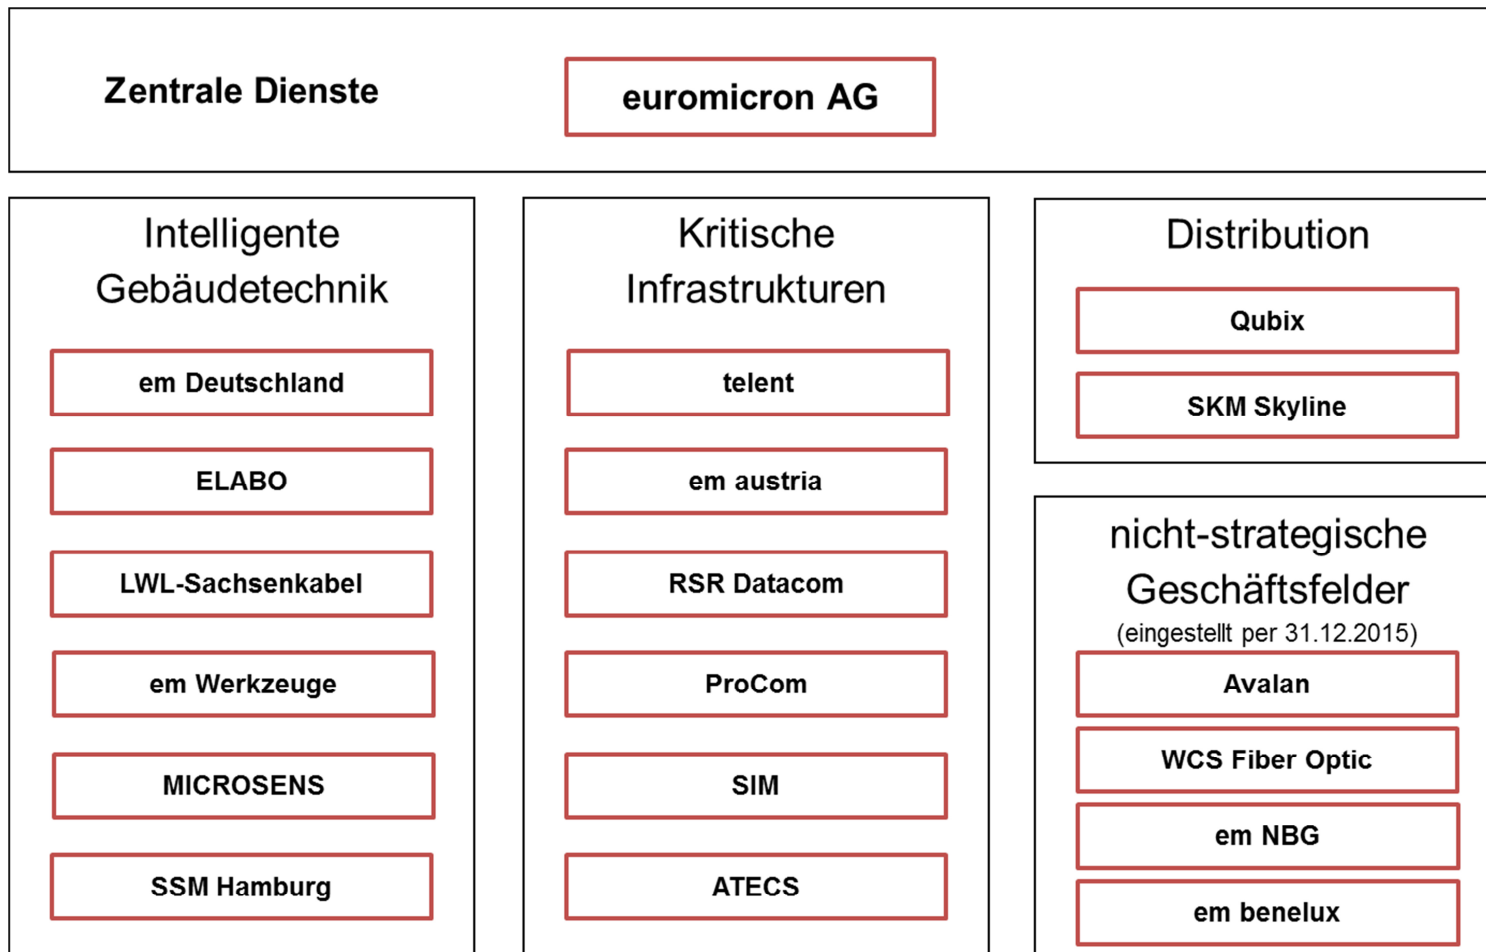 Zentrale Dienste
euromicron AG
Intelligente
Gebäudetechnik
em Deutschland
ELABO
LWL-Sachsenkabel
em Werkzeuge
MICROSENS
SSM Hamburg
Kritische
Infrastrukturen
telent
em austria
RSR Datacom
ProCom
SIM
ATECS
Distribution
Qubix
SKM Skyline
nicht-strategische
Geschäftsfelder
(eingestellt per 31.12.2015)
Avalan
WCS Fiber Optic
em NBG
em benelux